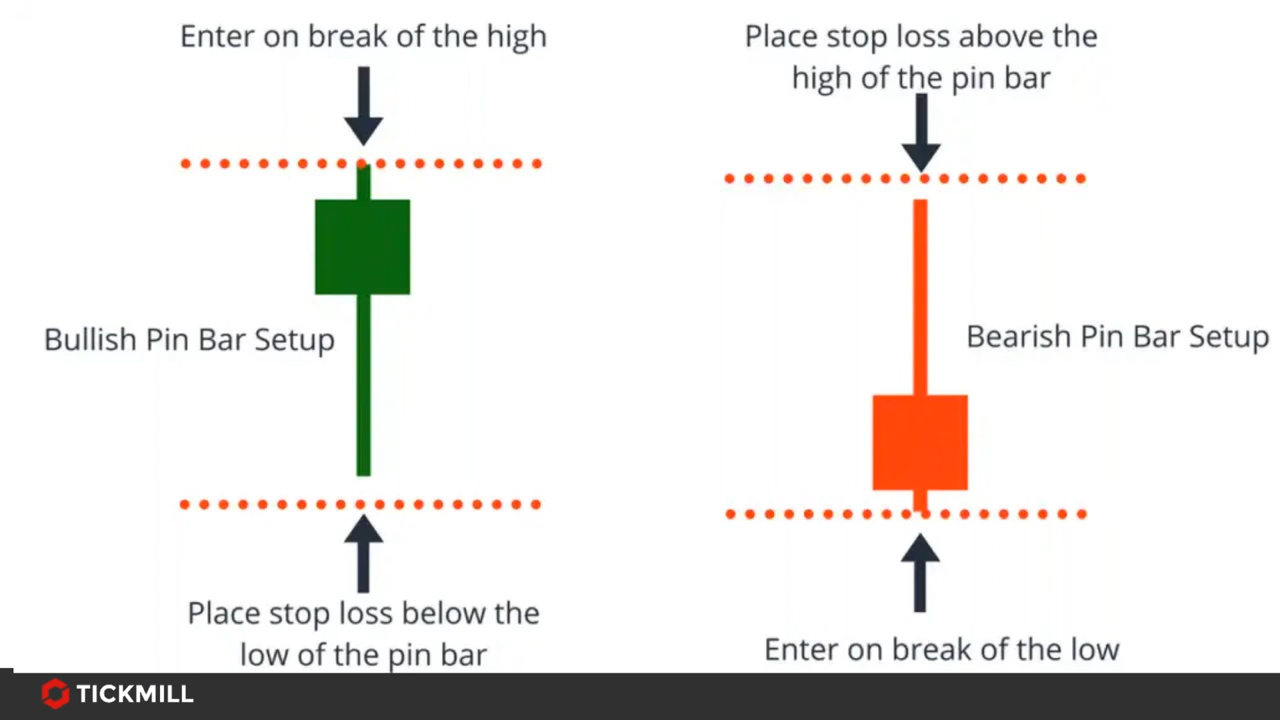 Enter on break of the high
Place stop loss above the
high of the pin bar
Bullish Pin Bar Setup
Bearish Pin Bar Setup
Place stop loss below the
low of the pin bar
Enter on break of the low
TICKMILL